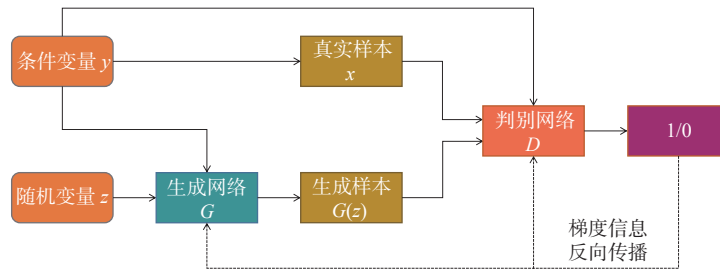 条件变量 y
真实样本
x
判别网络
D
1/0
随机变量 z
生成网络
G
生成样本
G(z)
梯度信息
反向传播